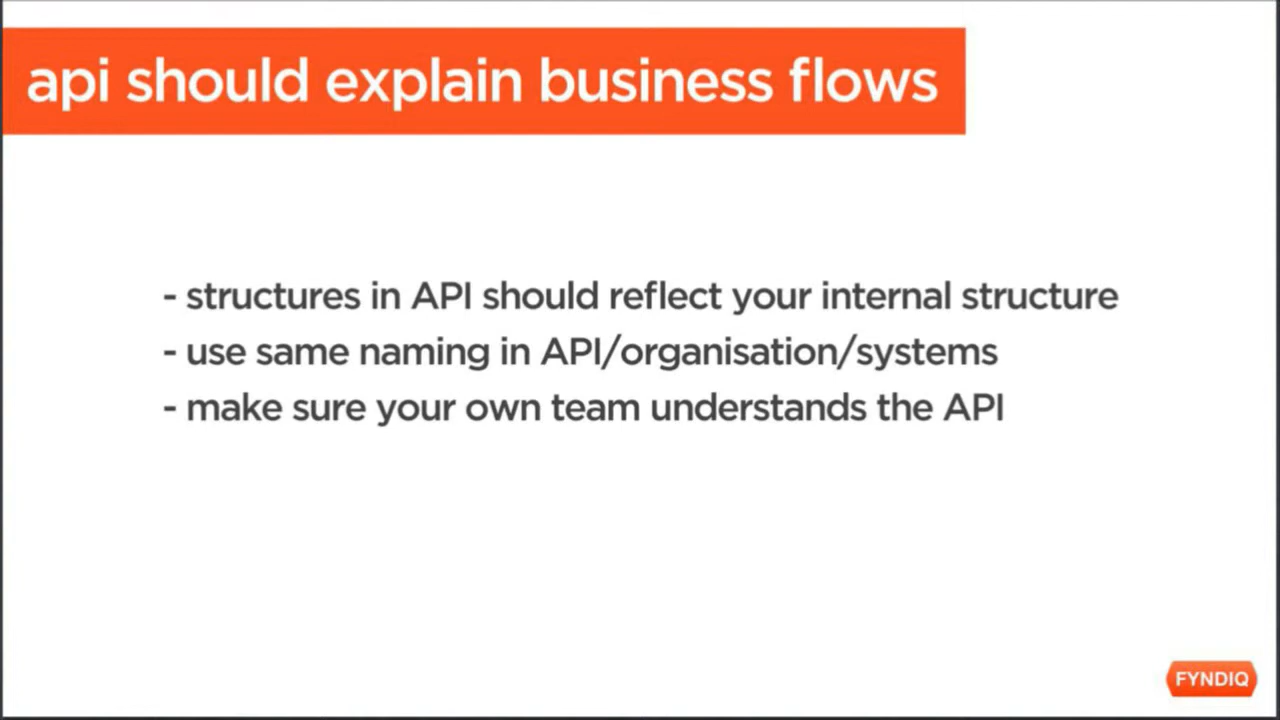 api should explain business flows
- structures in API should reflect your internal structure
- use same naming in API/organisation/systems
- make sure your own team understands the API
FYNDIQ